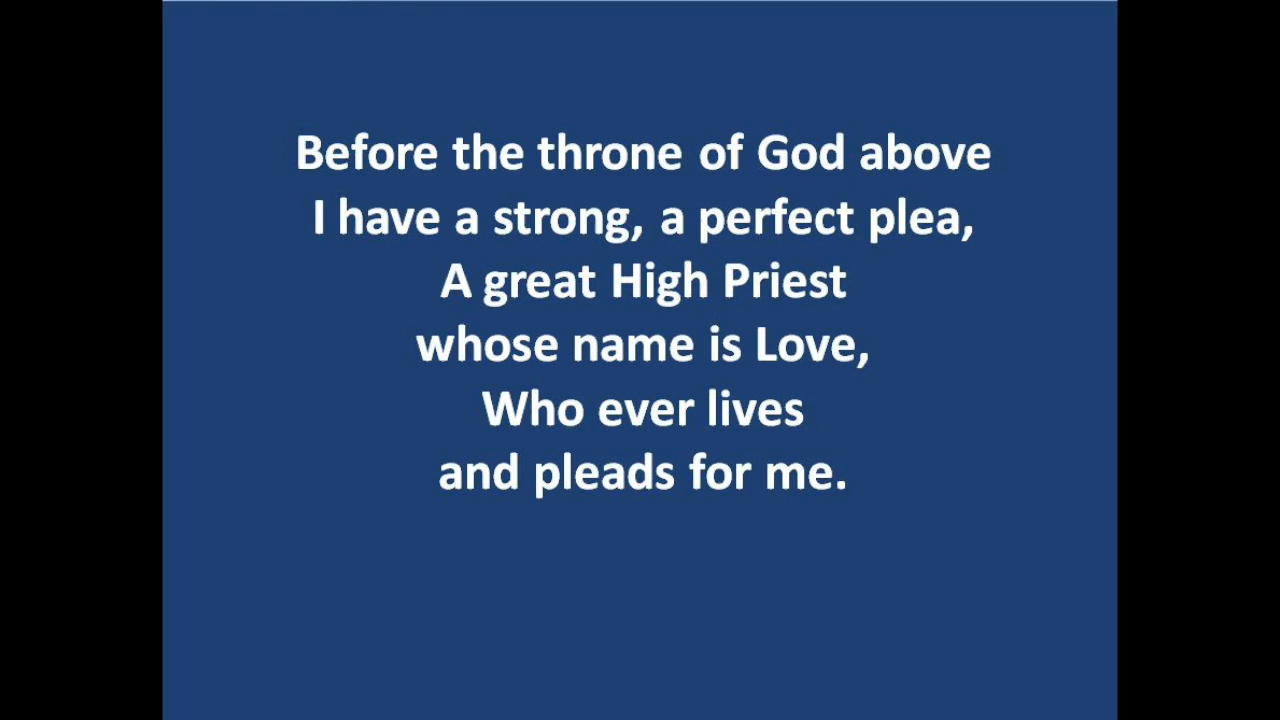 Before the throne of God above
I have a strong, a perfect plea,
A great High Priest
whose name is Love,
Who ever lives
and pleads for me.